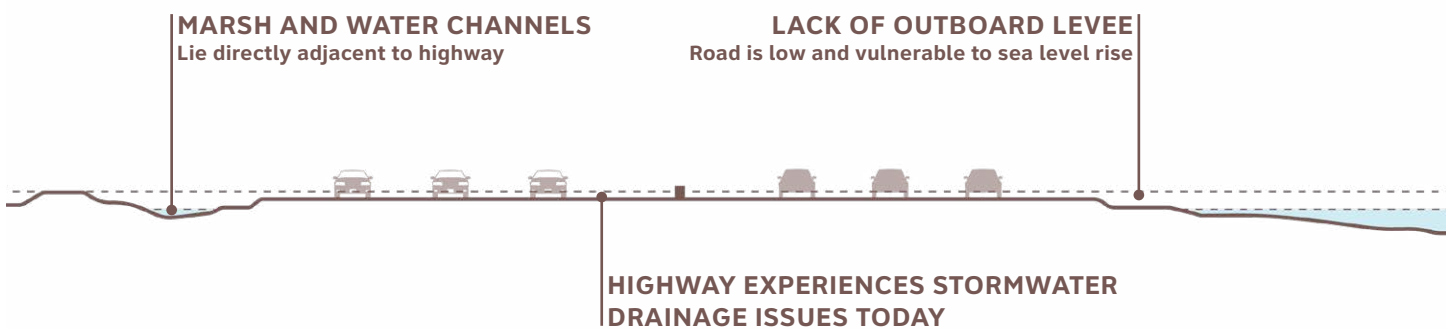 MARSH AND WATER CHANNELS
Lie directly adjacent to highway
LACK OF OUTBOARD LEVEE
Road is low and vulnerable to sea level rise
HIGHWAY EXPERIENCES STORMWATER
DRAINAGE ISSUES TODAY